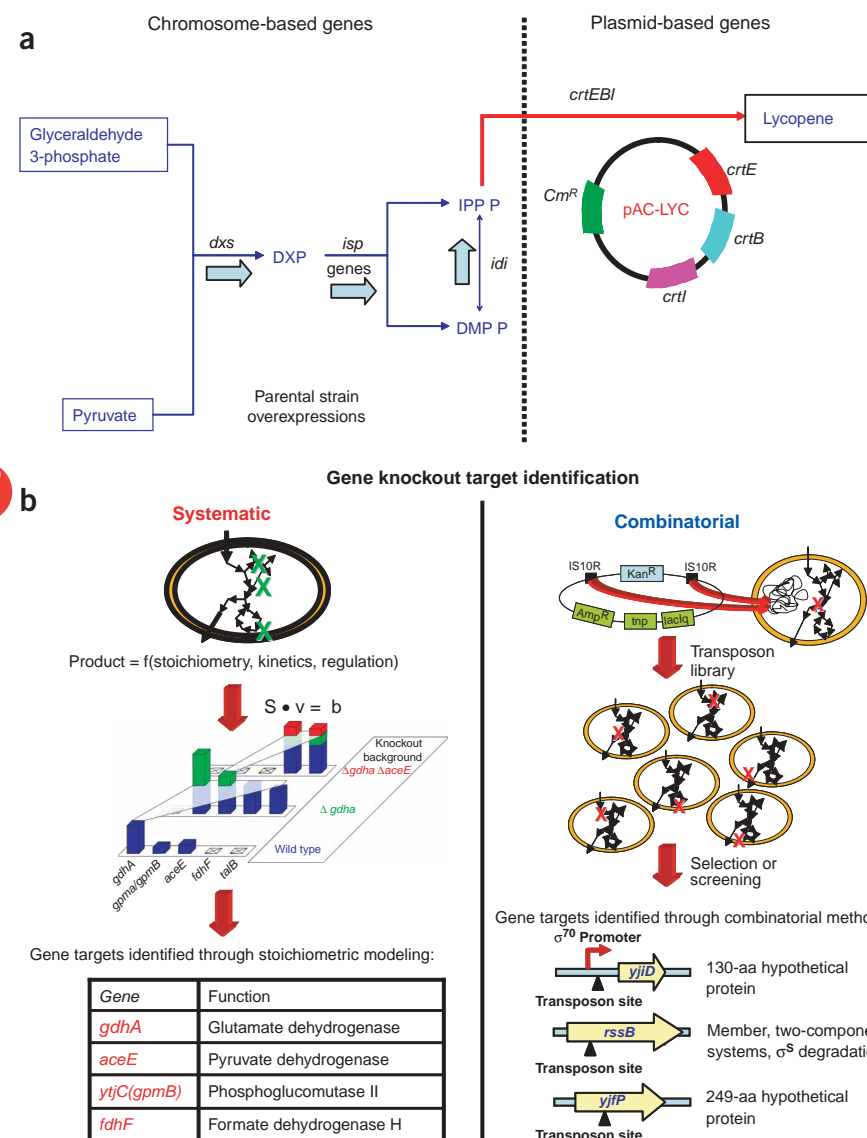 a
Chromosome-based genes
Plasmid-based genes
Glyceraldehyde
3-phosphate
Pyruvate
dxs
DXP
isp
genes
IPP P
idi
DMP P
Parental strain
overexpressions
crtEBI
Lycopene
CmR
pAC-LYC
crtE
crtB
crtI
b
Gene knockout target identification
Systematic
Product = f(stoichiometry, kinetics, regulation)
S • v = b
Knockout
background
Δgdha ΔaceE
Δ gdha
Wild type
gdhA
gpma/gpmB
aceE
fdhF
talB
Gene targets identified through stoichiometric modeling:
Gene Function
gdhA Glutamate dehydrogenase
aceE Pyruvate dehydrogenase
ytjC(gpmB) Phosphoglucomutase II
fdhF Formate dehydrogenase H
Combinatorial
IS10R
KanR
IS10R
AmpR
tnp
laclq
Transposon
library
Selection or
screening
Gene targets identified through combinatorial metho
σ70 Promoter
yjiD
Transposon site
130-aa hypothetical
protein
rssB
Transposon site
Member, two-compone
systems, σS degradatio
yjfP
Transposon site
249-aa hypothetical
protein